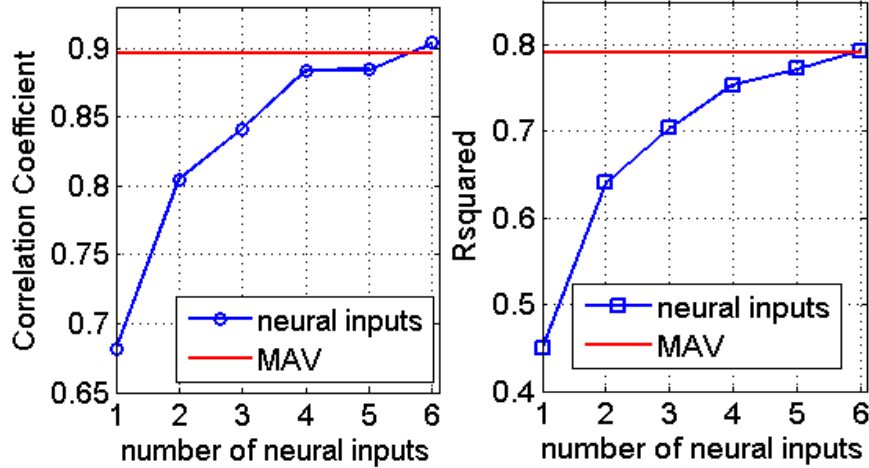 Correlation Coefficient
0.9
0.85
0.8
0.75
0.7
0.65
1 2 3 4 5 6
number of neural inputs
neural inputs
MAV
Rsquared
0.8
0.7
0.6
0.5
0.4
1 2 3 4 5 6
number of neural inputs
neural inputs
MAV